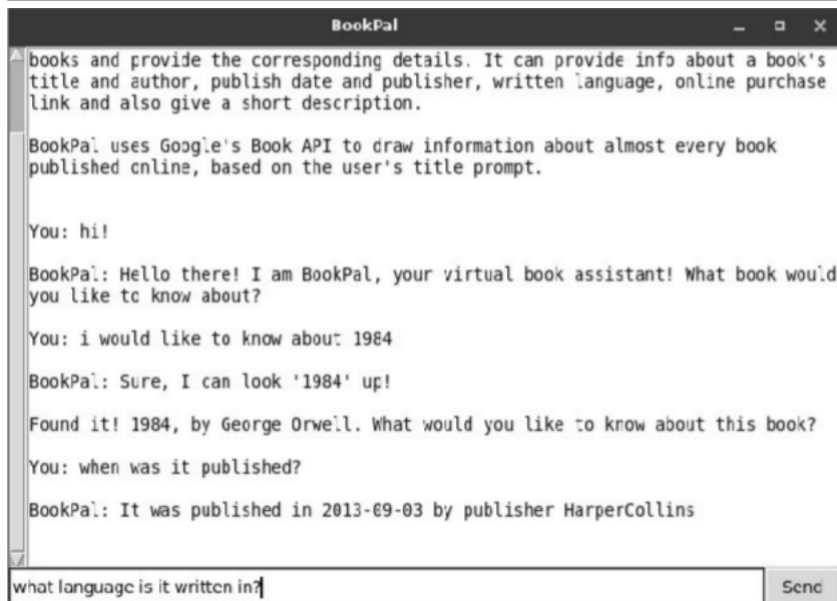 BookPal
books and provide the corresponding details. It can provide info about a book's
title and author, publish date and publisher, written language, online purchase
link and also give a short description.
BookPal uses Google's Book API to draw information about almost every book
published online, based on the user's title prompt.
You: hi!
BookPal: Hello there! I am BookPal, your virtual book assistant! What book would
you like to know about?
You: i would like to know about 1984
BookPal: Sure, I can look '1984' up!
Found it! 1984, by George Orwell. What would you like to know about this book?
You: when was it published?
BookPal: It was published in 2013-09-03 by publisher HarperCollins
what language is it written in?
Send